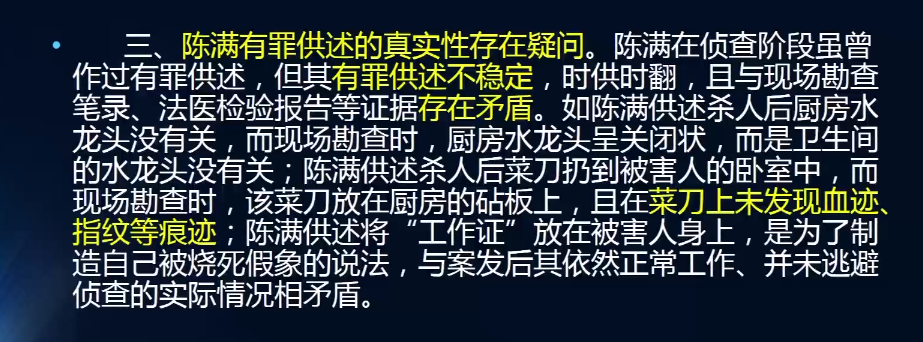 • 三、陈满有罪供述的真实性存在疑问。陈满在侦查阶段虽曾
作过有罪供述，但其有罪供述不稳定，时供时翻，且与现场勘查
笔录、法医检验报告等证据存在矛盾。如陈满供述杀人后厨房水
龙头没有关，而现场勘查时，厨房水龙头呈关闭状，而是卫生间
的水龙头没有关；陈满供述杀人后菜刀扔到被害人的卧室中，而
现场勘查时，该菜刀放在厨房的砧板上，且在菜刀上未发现血迹、
指纹等痕迹；陈满供述将“工作证”放在被害人身上，是为了制
造自己被烧死假象的说法，与案发后其依然正常工作、并未逃避
侦查的实际情况相矛盾。